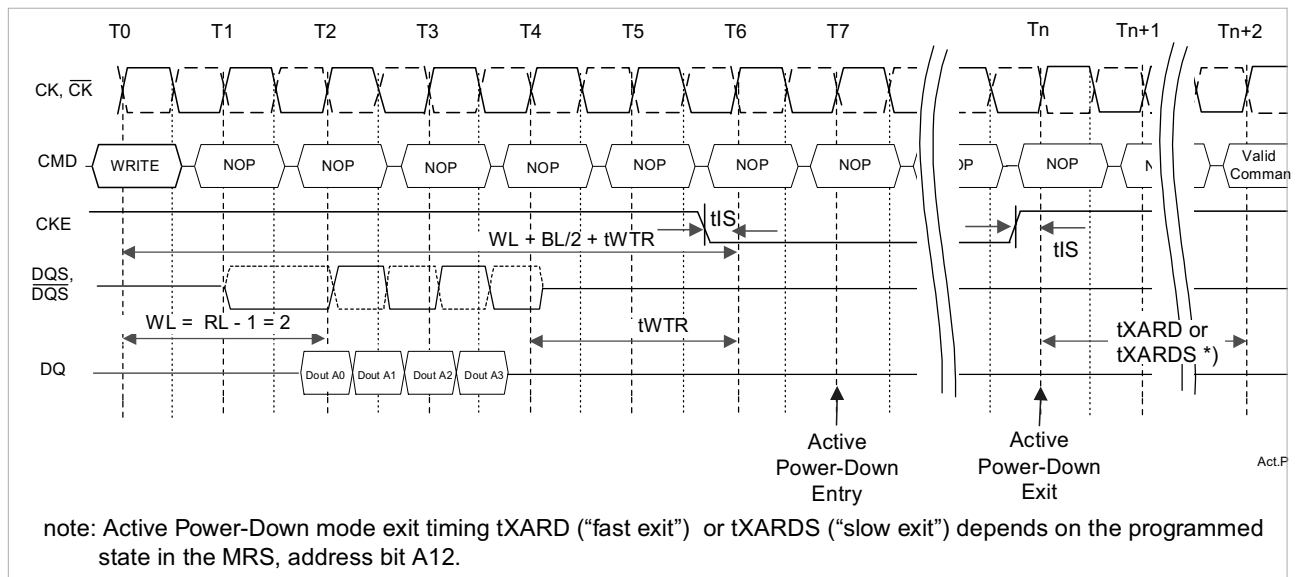 T0 T1 T2 T3 T4 T5 T6 T7 Tn Tn+1 Tn+2
CK, CK
CMD WRITE NOP NOP NOP NOP NOP NOP NOP OP NOP N Valid
Comman
CKE tIS
WL + BL/2 + tWTR tIS
DQS,
DQS
WL = RL - 1 = 2 tWTR tXARD or
tXARDS *)
DQ Dout A0 Dout A1 Dout A2 Dout A3
Active
Power-Down
Entry
Active
Power-Down
Exit
Act.P
note: Active Power-Down mode exit timing tXARD (“fast exit”) or tXARDS (“slow exit”) depends on the programmed
state in the MRS, address bit A12.